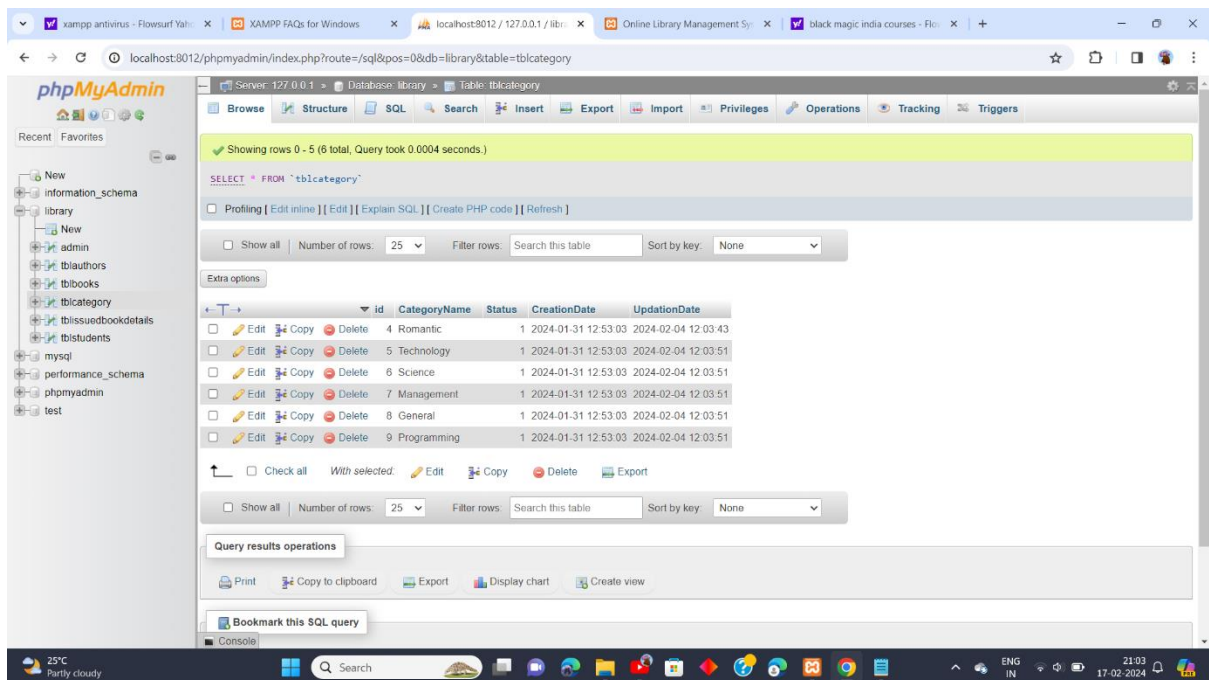 xampp antivirus - Flowsurf Yaho
XAMPP FAQs for Windows
localhost:8012 / 127.0.0.1 / libra
Online Library Management Sys
black magic india courses - Flow
localhost:8012/phpmyadmin/index.php?route=/sql&pos=0&db=library&table=tblcategory
phpMyAdmin
Recent Favorites
New
information_schema
library
New
admin
tblauthors
tblbooks
tblcategory
tblissuedbookdetails
tblstudents
mysql
performance_schema
phpmyadmin
test
Server: 127.0.0.1 » Database: library » Table: tblcategory
Browse Structure SQL Search Insert Export Import Privileges Operations Tracking Triggers
Showing rows 0 - 5 (6 total, Query took 0.0004 seconds.)
SELECT * FROM `tblcategory`
Profiling [ Edit inline ] [ Edit ] [ Explain SQL ] [ Create PHP code ] [ Refresh ]
Show all | Number of rows: 25 Filter rows: Search this table Sort by key: None
Extra options
id CategoryName Status CreationDate UpdationDate
Edit Copy Delete 4 Romantic 1 2024-01-31 12:53:03 2024-02-04 12:03:43
Edit Copy Delete 5 Technology 1 2024-01-31 12:53:03 2024-02-04 12:03:51
Edit Copy Delete 6 Science 1 2024-01-31 12:53:03 2024-02-04 12:03:51
Edit Copy Delete 7 Management 1 2024-01-31 12:53:03 2024-02-04 12:03:51
Edit Copy Delete 8 General 1 2024-01-31 12:53:03 2024-02-04 12:03:51
Edit Copy Delete 9 Programming 1 2024-01-31 12:53:03 2024-02-04 12:03:51
Check all With selected: Edit Copy Delete Export
Show all | Number of rows: 25 Filter rows: Search this table Sort by key: None
Query results operations
Print Copy to clipboard Export Display chart Create view
Bookmark this SQL query
Console
25°C
Partly cloudy
Search
ENG
IN
21:03
17-02-2024